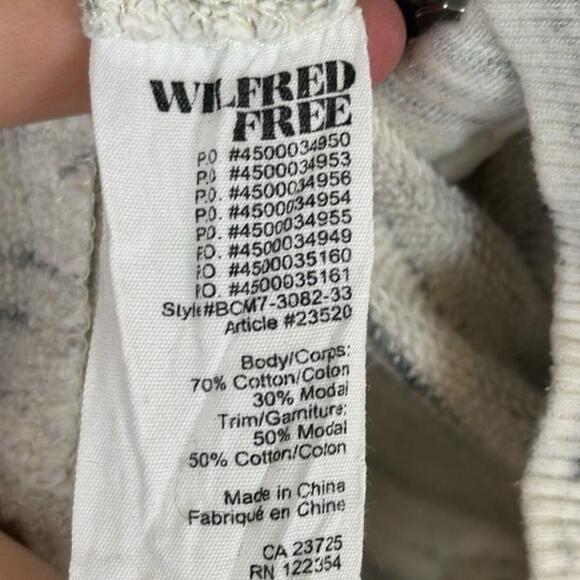 WILFRED
FREE
P.O #4500034950
P.O #4500034953
P.O. #4500034956
P.O. #4500034954
P.O. #4500034955
P.O. #4500034949
P.O #4500035160
P.O. #4500035161
Style#BCM7-3082-33
Article #23520
Body/Corps:
70% Cotton/Coton
30% Modal
Trim/Garniture:
50% Modal
50% Cotton/Coton
Made in China
Fabriqué en Chine
CA 23725
RN 122354